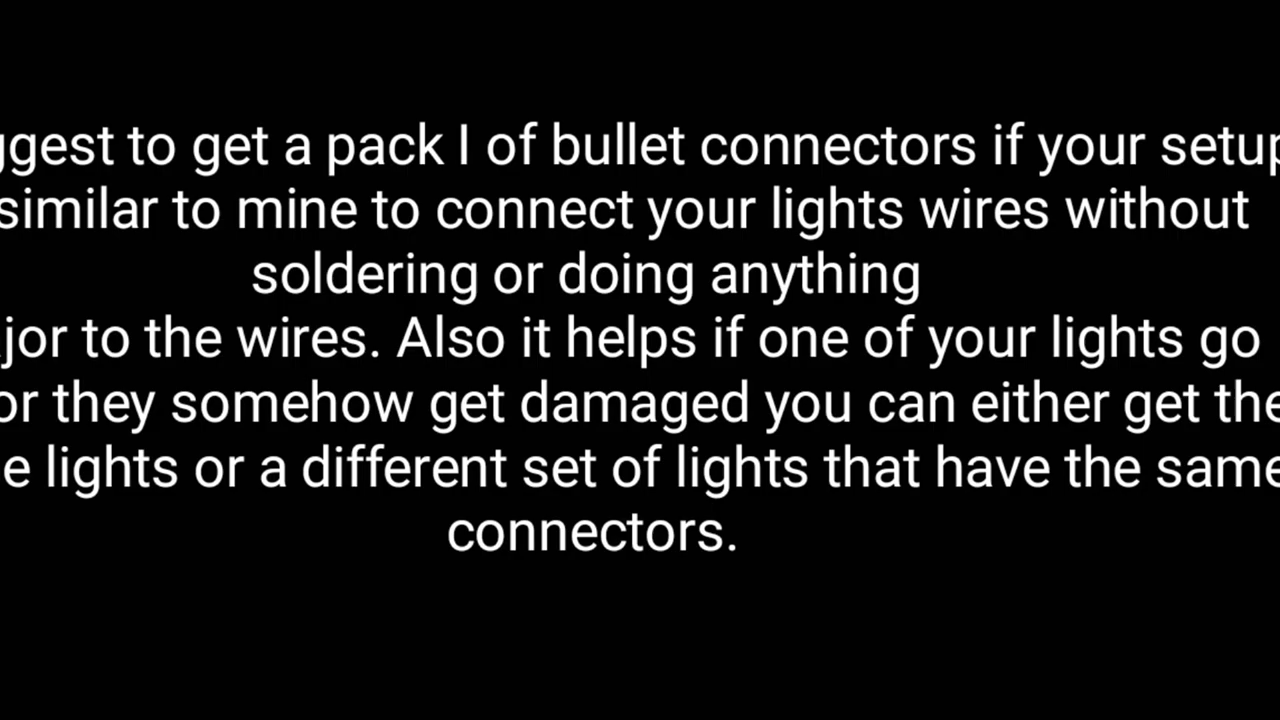 ggest to get a pack I of bullet connectors if your setup
similar to mine to connect your lights wires without
soldering or doing anything
jor to the wires. Also it helps if one of your lights go
or they somehow get damaged you can either get the
e lights or a different set of lights that have the same
connectors.